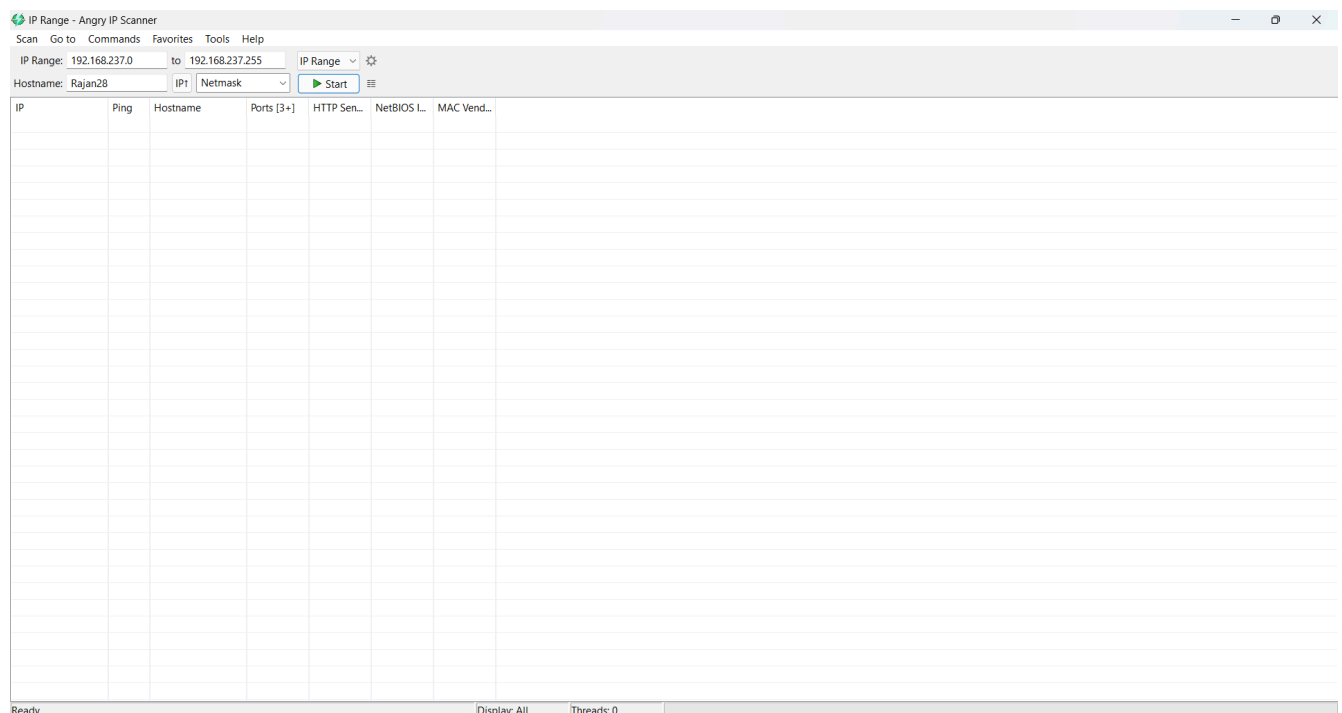 IP Range - Angry IP Scanner
Scan Go to Commands Favorites Tools Help
IP Range: 192.168.237.0 to 192.168.237.255 IP Range
Hostname: Rajan28 IP↑ Netmask Start
IP Ping Hostname Ports [3+] HTTP Sen... NetBIOS I... MAC Vend...
Ready Display: All Threads: 0